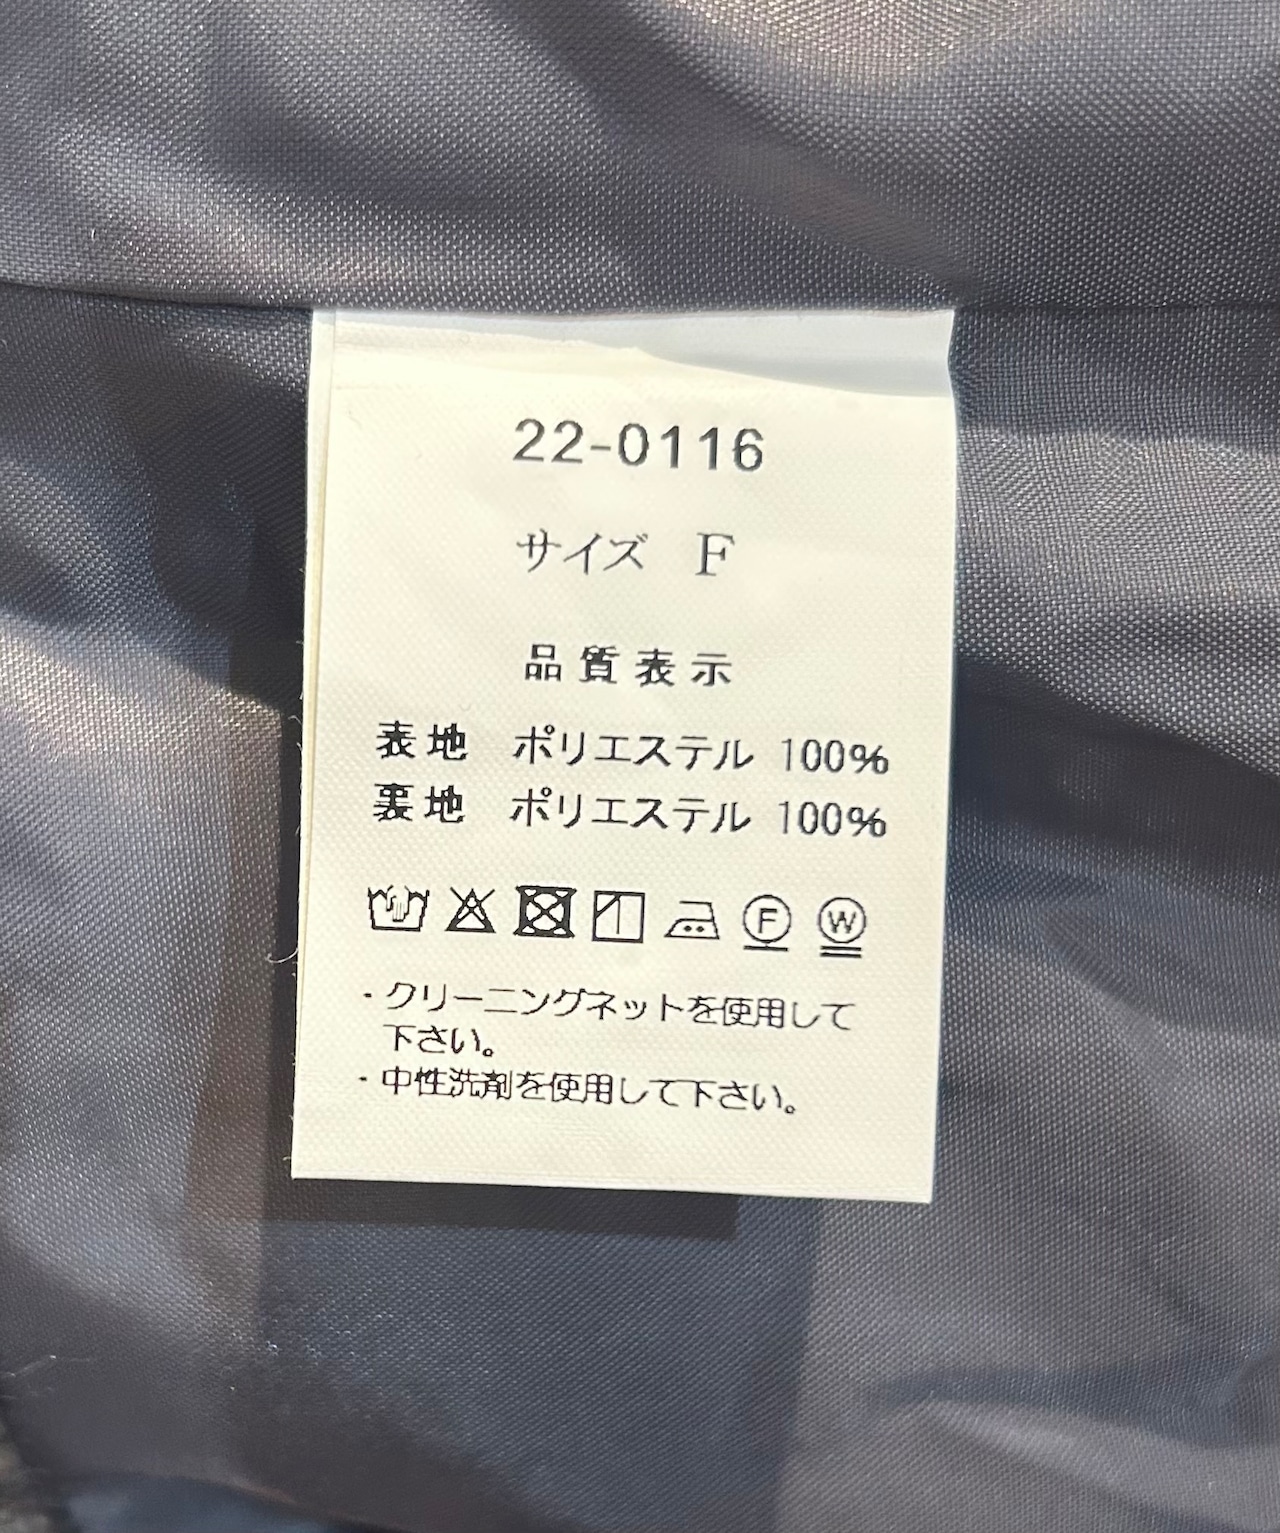 22-0116
サイズ F
品質表示
表地 ポリエステル 100%
裏地 ポリエステル 100%
F W
・クリーニングネットを使用して
下さい。
・中性洗剤を使用して下さい。